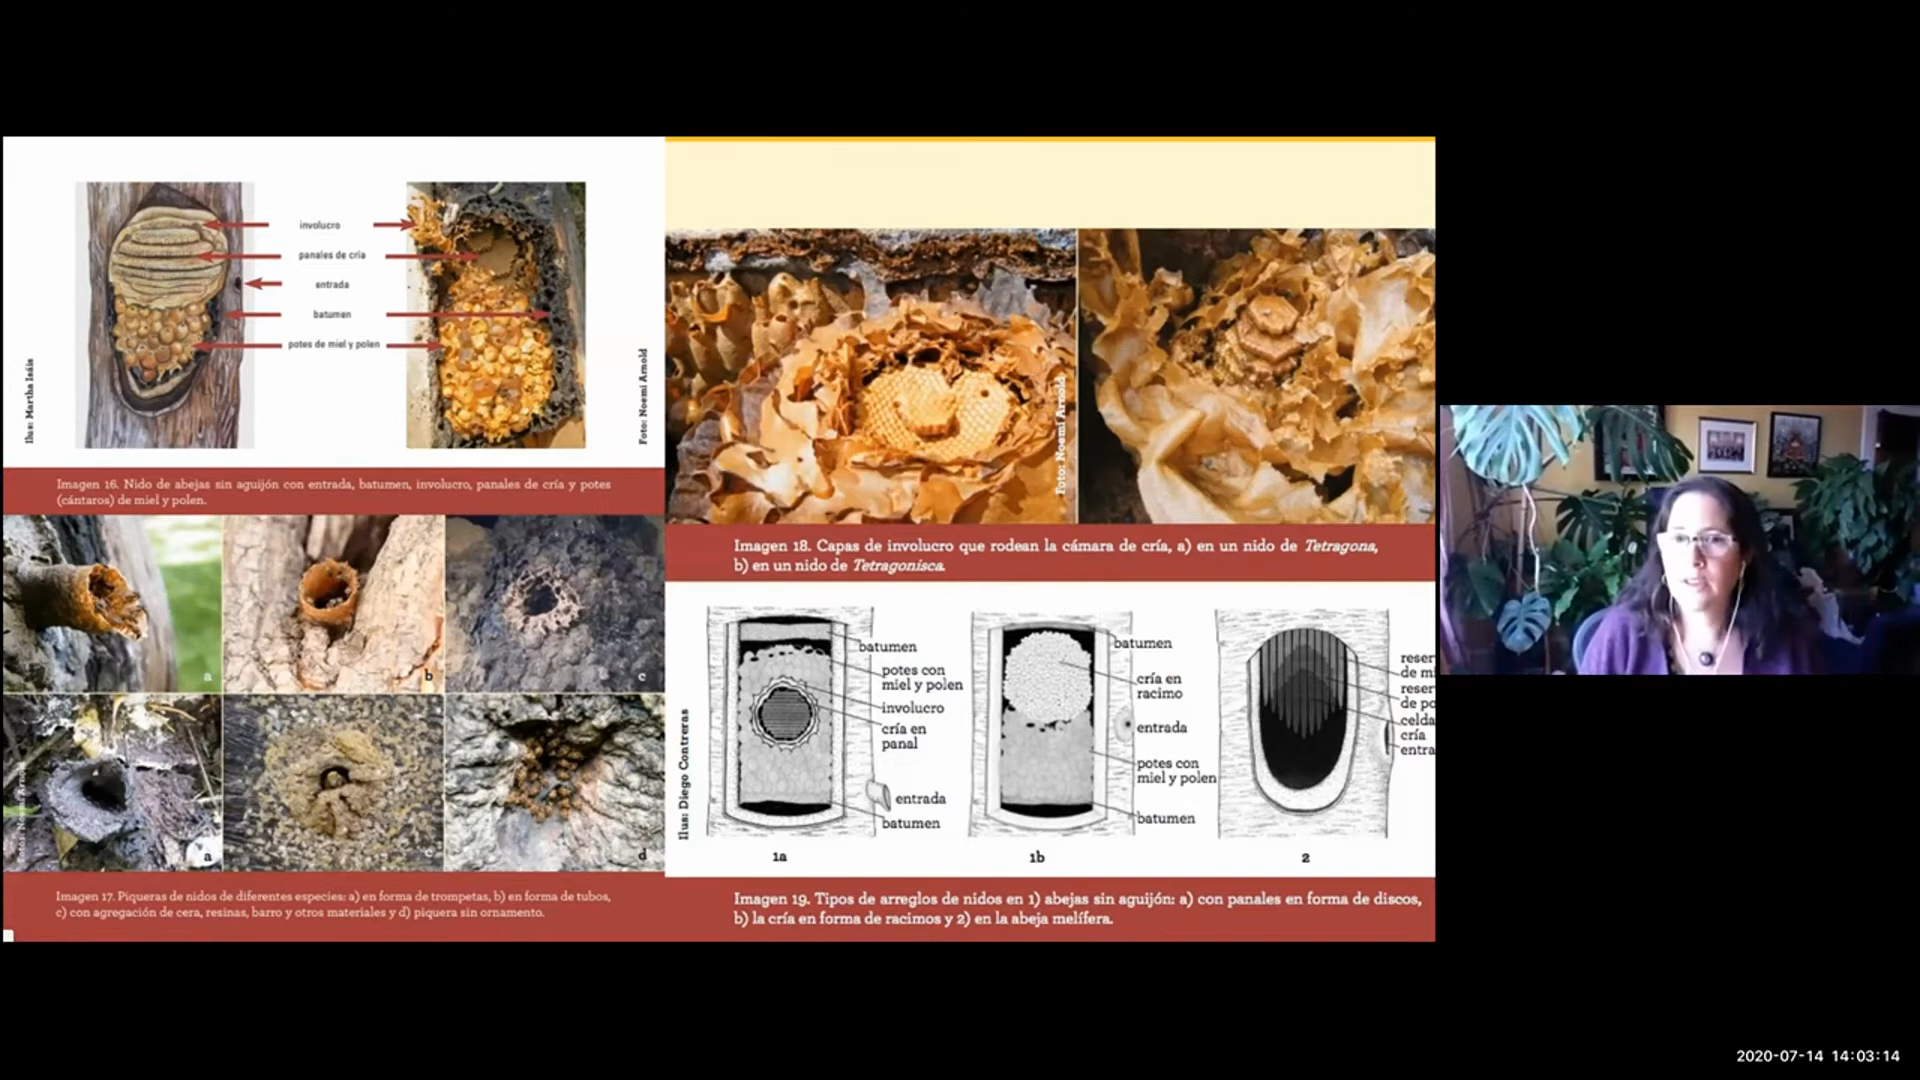 involucro
panales de cría
entrada
batumen
potes de miel y polen
Ilus: Martha Isáis
Foto: Noemi Arnold
Imagen 16. Nido de abejas sin aguijón con entrada, batumen, involucro, panales de cría y potes
(cántaros) de miel y polen.
a
b
c
a
c
d
Imagen 17. Piqueras de nidos de diferentes especies: a) en forma de trompetas, b) en forma de tubos,
c) con agregación de cera, resinas, barro y otros materiales y d) piquera sin ornamento.
Foto: Noemi Arnold
Imagen 18. Capas de involucro que rodean la cámara de cría, a) en un nido de Tetragona,
b) en un nido de Tetragonisca.
Ilus: Diego Contreras
batumen
potes con
miel y polen
involucro
cría en
panal
entrada
batumen
1a
batumen
cría en
racimo
entrada
potes con
miel y polen
batumen
1b
reser
de m
reser
de po
celda
cría
entra
2
Imagen 19. Tipos de arreglos de nidos en 1) abejas sin aguijón: a) con panales en forma de discos,
b) la cría en forma de racimos y 2) en la abeja melífera.
2020-07-14 14:03:14